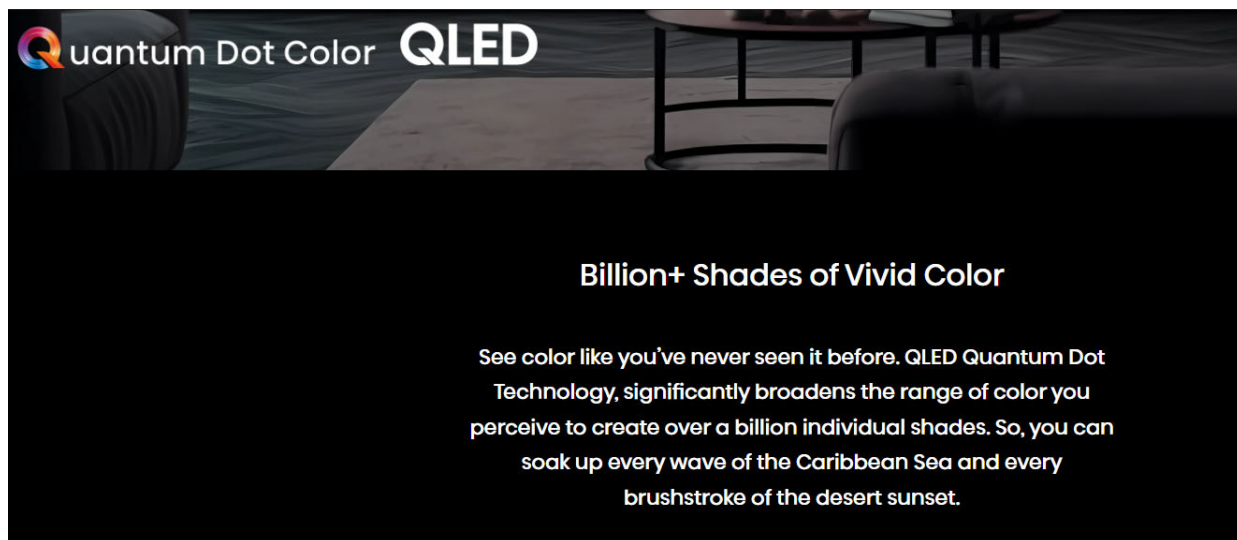 Quantum Dot Color QLED
Billion+ Shades of Vivid Color
See color like you've never seen it before. QLED Quantum Dot
Technology, significantly broadens the range of color you
perceive to create over a billion individual shades. So, you can
soak up every wave of the Caribbean Sea and every
brushstroke of the desert sunset.